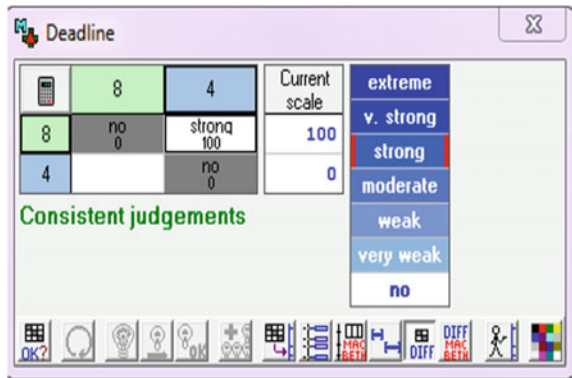 Deadline
8 4 Current scale extreme
8 no 0 strong 100 100 v. strong
4 no 0 0 strong
moderate
Consistent judgements weak
very weak
no
OK? OK MAC BETH DIFF DIFF MAC BETH